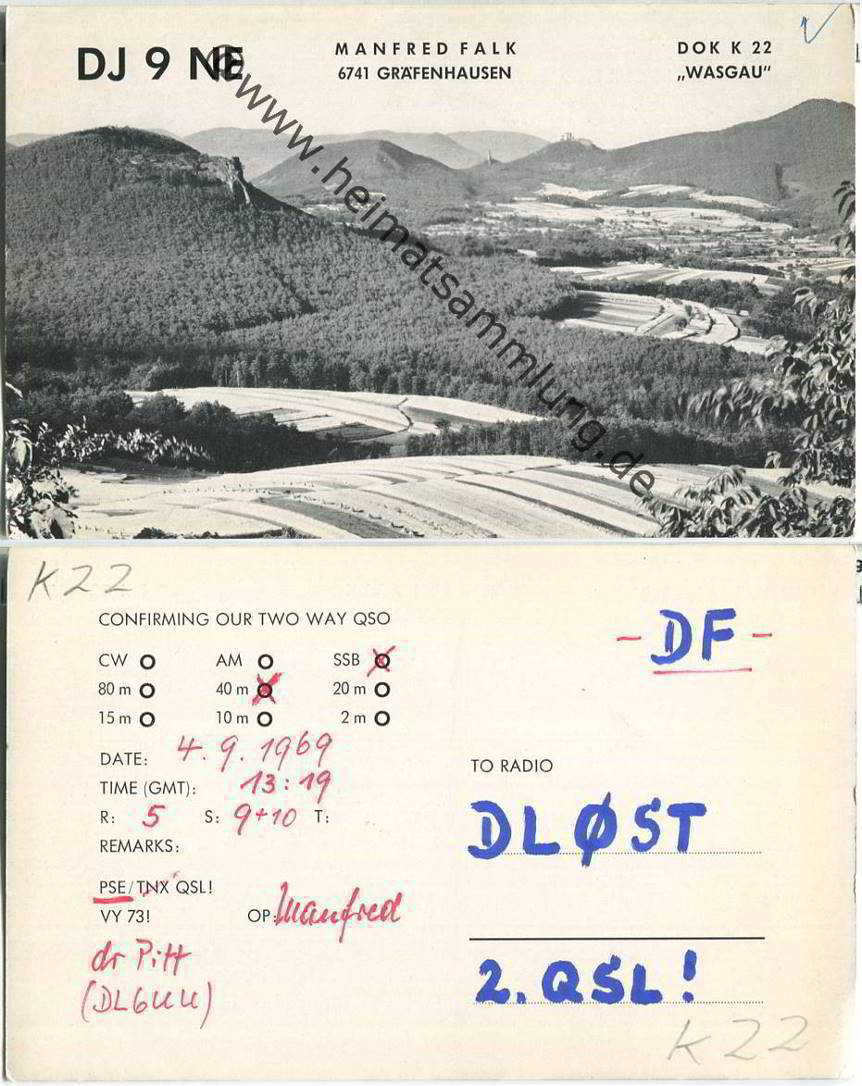 DJ 9 NE
MANFRED FALK
6741 GRÄFENHAUSEN
DOK K 22
„WASGAU“
www.heimatsammlung.de
K22
CONFIRMING OUR TWO WAY QSO
CW O AM O SSB O
80 m O 40 m O 20 m O
15 m O 10 m O 2 m O
DATE: 4.9.1969
TIME (GMT): 13:19
R: 5 S: 9+10 T:
REMARKS:
PSE/TNX QSL!
VY 73! OP: Manfred
dr Pitt
-DF-
TO RADIO
DLØST
2. QSL!
K22